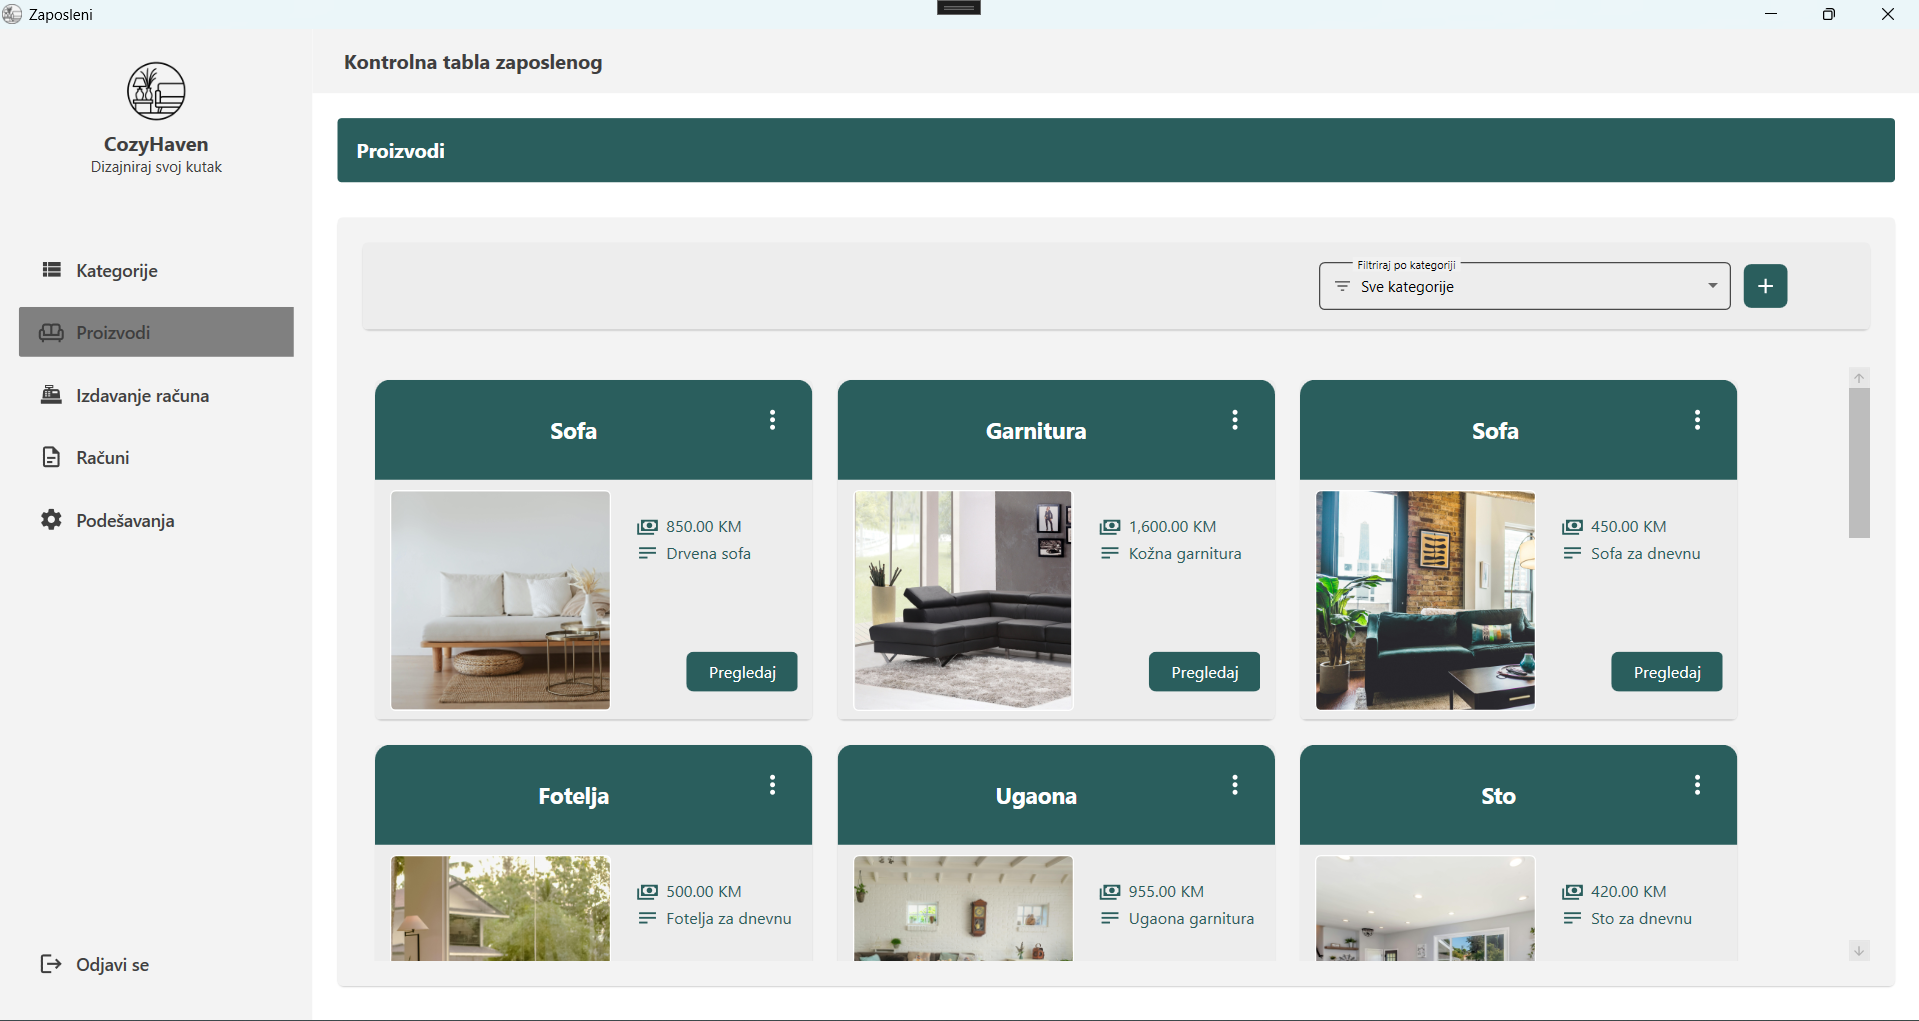 Zaposleni
CozyHaven
Dizajniraj svoj kutak
Kategorije
Proizvodi
Izdavanje računa
Računi
Podešavanja
Odjavi se
Kontrolna tabla zaposlenog
Proizvodi
Filtriraj po kategoriji
Sve kategorije
Sofa
850.00 KM
Drvena sofa
Pregledaj
Garnitura
1,600.00 KM
Kožna garnitura
Pregledaj
Sofa
450.00 KM
Sofa za dnevnu
Pregledaj
Fotelja
500.00 KM
Fotelja za dnevnu
Ugaona
955.00 KM
Ugaona garnitura
Sto
420.00 KM
Sto za dnevnu